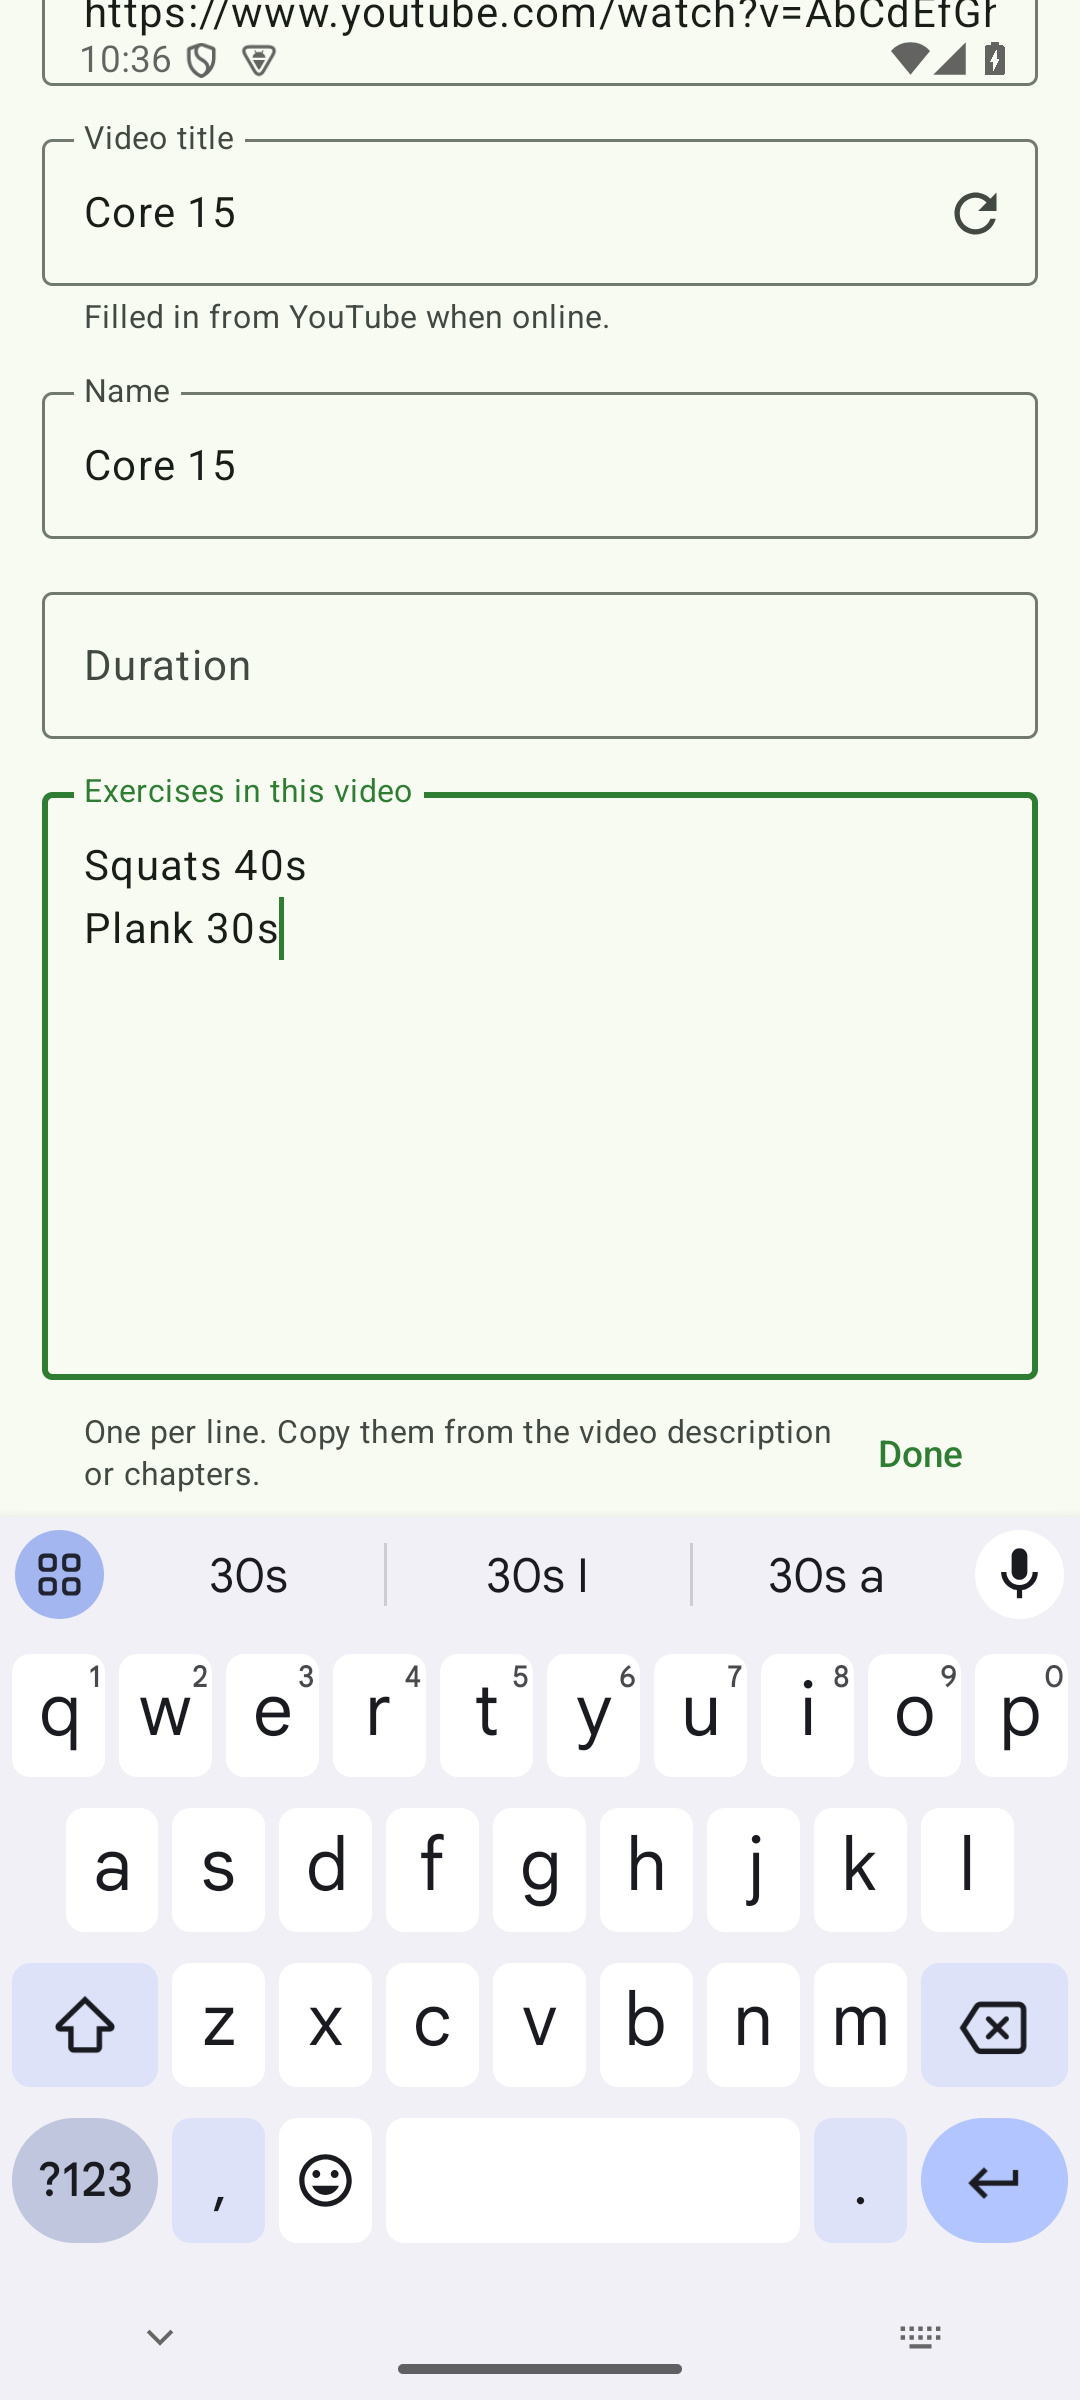 https://www.youtube.com/watch?v=AbCdEfGh
10:36
Video title
Core 15
Filled in from YouTube when online.
Name
Core 15
Duration
Exercises in this video
Squats 40s
Plank 30s
One per line. Copy them from the video description
or chapters.
Done
30s
30s I
30s a
q 1 w 2 e 3 r 4 t 5 y 6 u 7 i 8 o 9 p 0
a s d f g h j k l
z x c v b n m
?123 , .